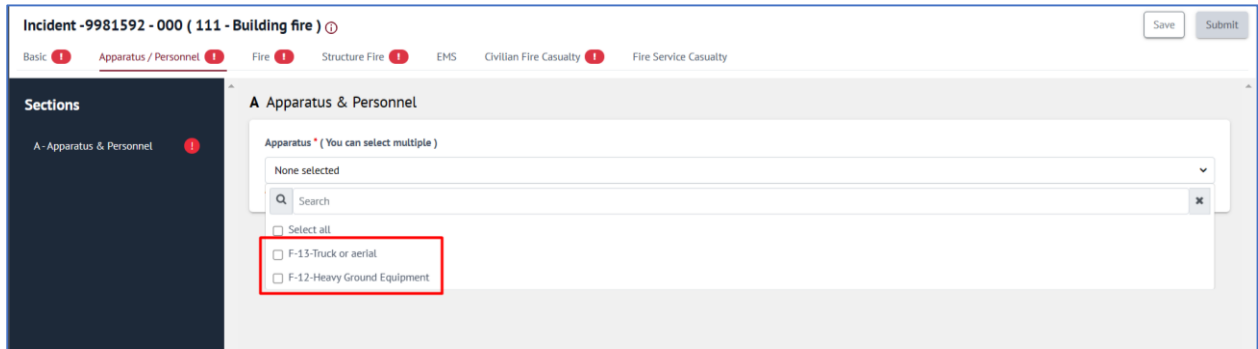 Incident -9981592 - 000 ( 111 - Building fire )
Save
Submit
Basic
Apparatus / Personnel
Fire
Structure Fire
EMS
Civilian Fire Casualty
Fire Service Casualty
Sections
A - Apparatus & Personnel
A Apparatus & Personnel
Apparatus * ( You can select multiple )
None selected
Search
Select all
F-13-Truck or aerial
F-12-Heavy Ground Equipment